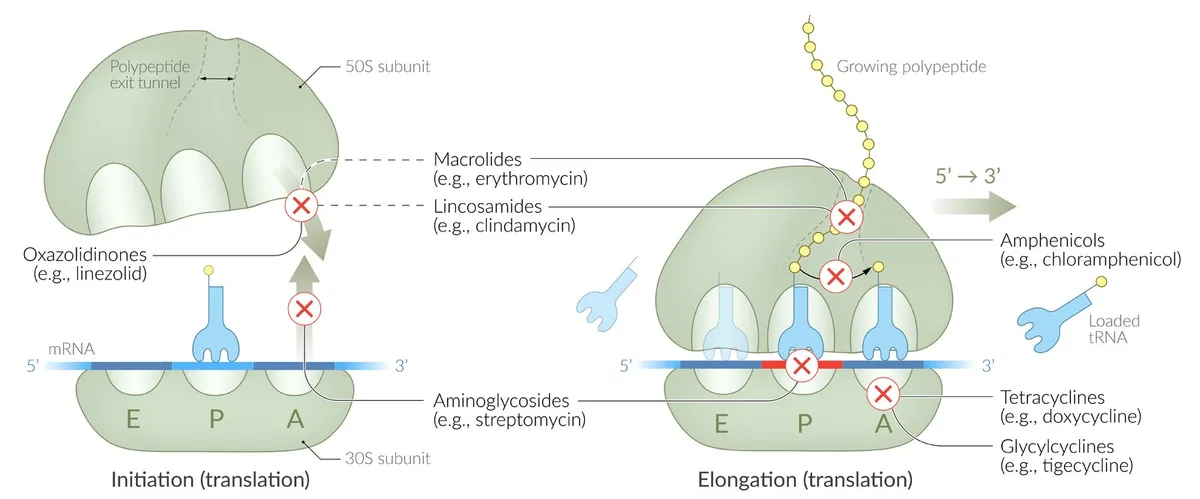 Polypeptide
exit tunnel
50S subunit
Growing polypeptide
Macrolides
(e.g., erythromycin)
5’ → 3’
Lincosamides
(e.g., clindamycin)
Oxazolidinones
(e.g., linezolid)
Amphenicols
(e.g., chloramphenicol)
Loaded
tRNA
mRNA
5’
3’
5’
3’
E P A
E P A
Aminoglycosides
(e.g., streptomycin)
Tetracyclines
(e.g., doxycycline)
Glycylcyclines
(e.g., tigecycline)
30S subunit
Initiation (translation)
Elongation (translation)